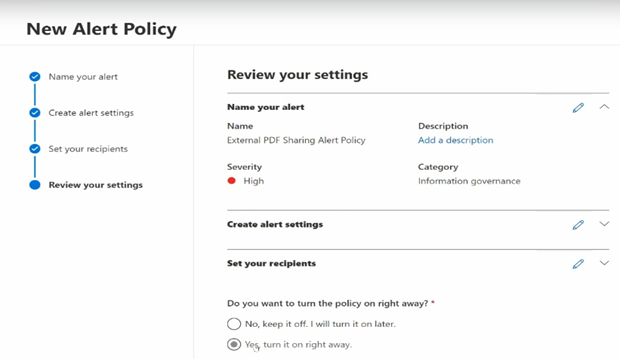 New Alert Policy
Name your alert
Create alert settings
Set your recipients
Review your settings
Review your settings
Name your alert
Name Description
External PDF Sharing Alert Policy Add a description
Severity Category
High Information governance
Create alert settings
Set your recipients
Do you want to turn the policy on right away? *
No, keep it off. I will turn it on later.
Yes, turn it on right away.